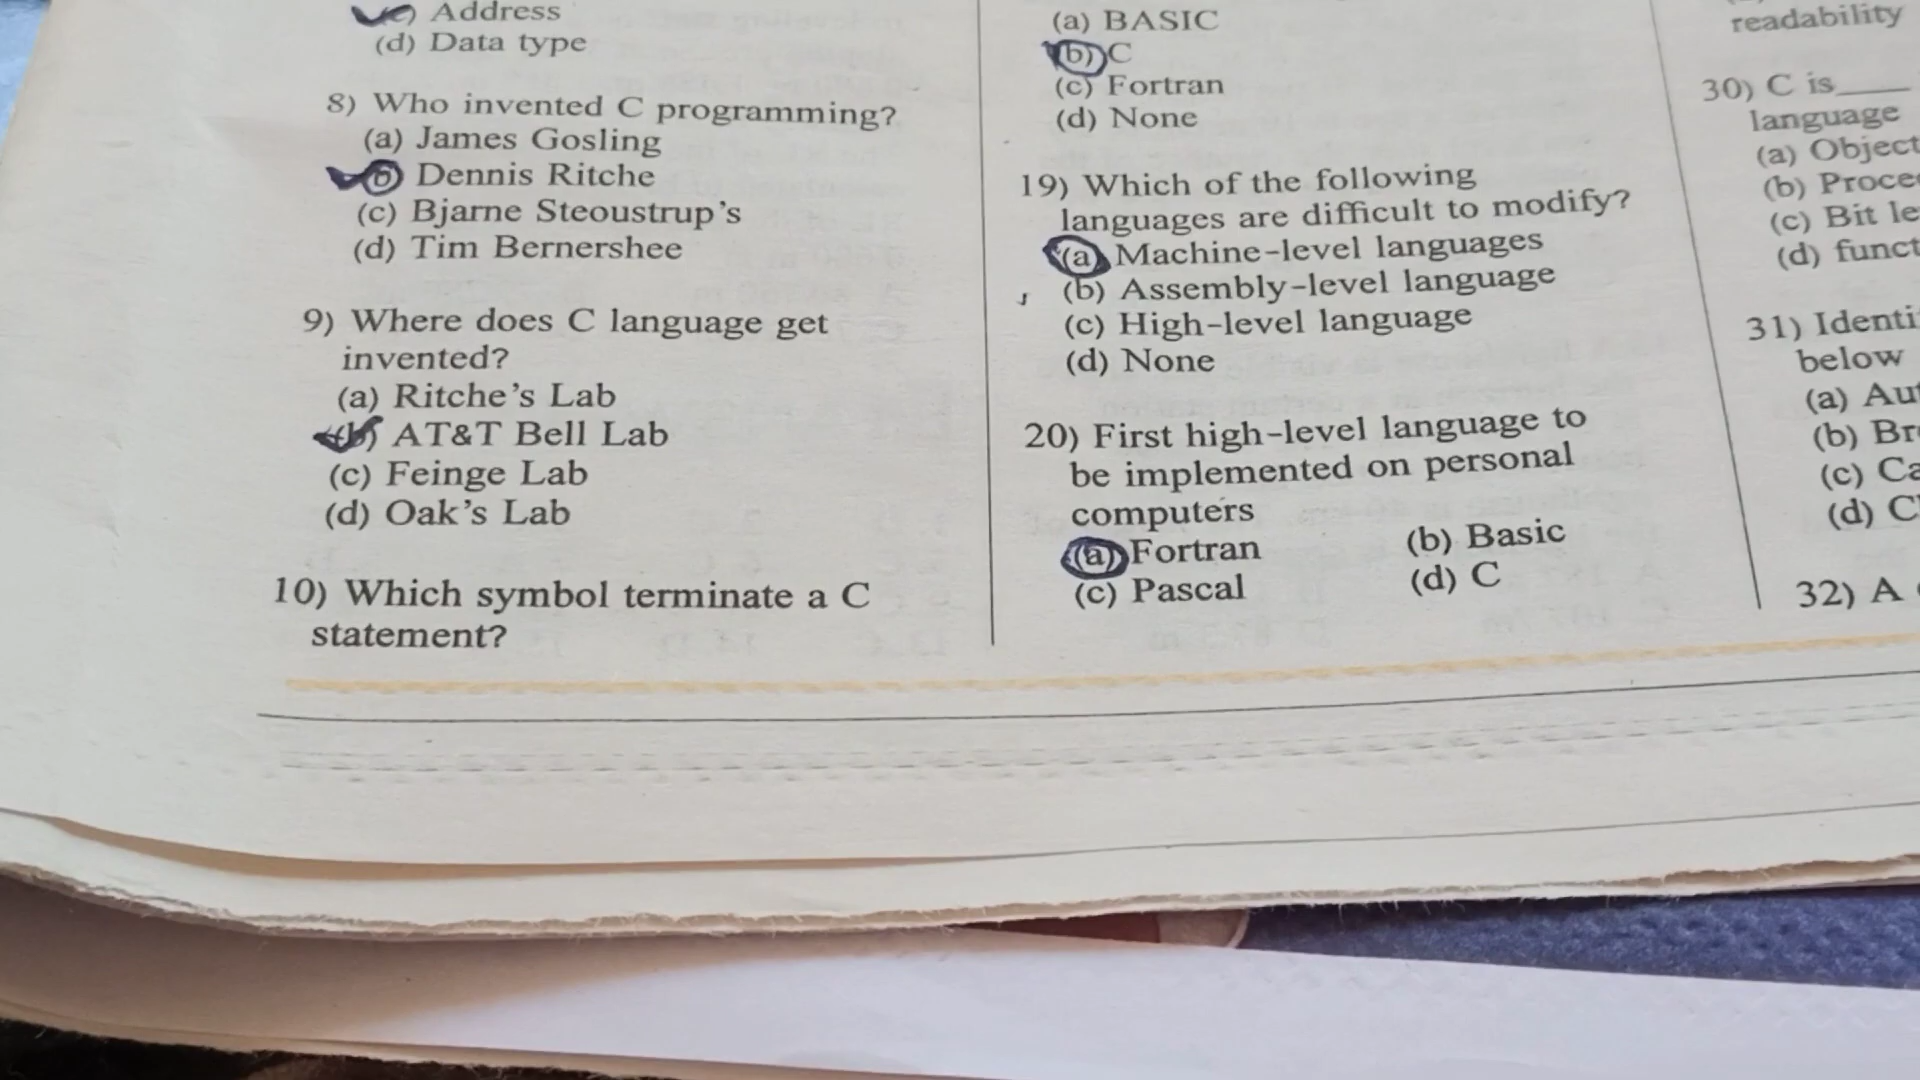 (c) Address
(d) Data type
8) Who invented C programming?
(a) James Gosling
(b) Dennis Ritche
(c) Bjarne Steoustrup's
(d) Tim Bernershee
9) Where does C language get
invented?
(a) Ritche's Lab
(b) AT&T Bell Lab
(c) Feinge Lab
(d) Oak's Lab
10) Which symbol terminate a C
statement?
(a) BASIC
(b) C
(c) Fortran
(d) None
19) Which of the following
languages are difficult to modify?
(a) Machine-level languages
(b) Assembly-level language
(c) High-level language
(d) None
20) First high-level language to
be implemented on personal
computers
(a) Fortran (b) Basic
(c) Pascal (d) C
readability
30) C is____
language
(a) Object
(b) Proce
(c) Bit le
(d) funct
31) Identi
below
(a) Au
(b) Br
(c) Ca
(d) C
32) A